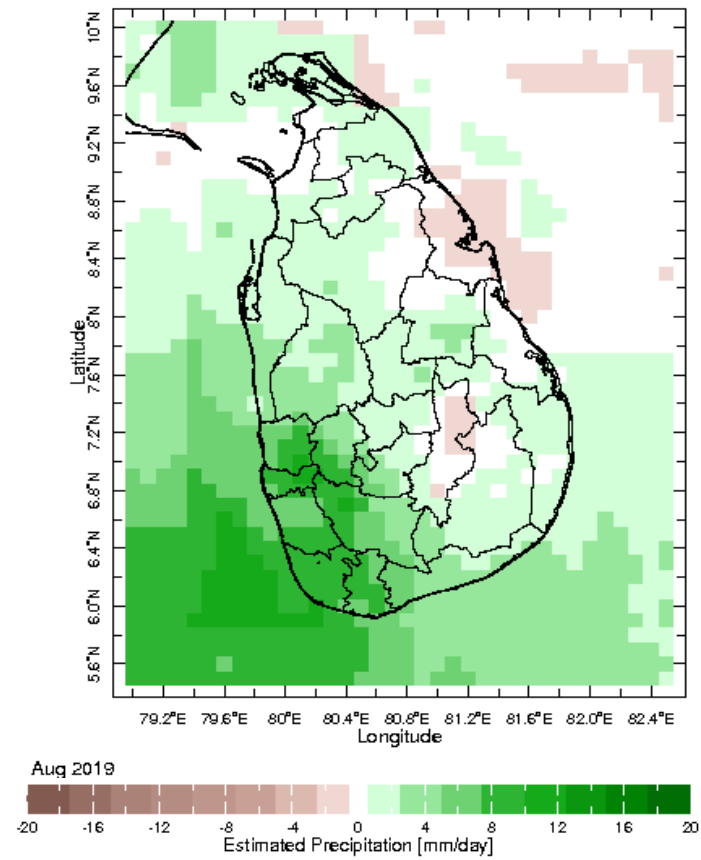 10°N
9.6°N
9.2°N
8.8°N
8.4°N
8°N
7.6°N
7.2°N
6.8°N
6.4°N
6.0°N
5.6°N
Latitude
79.2°E 79.6°E 80°E 80.4°E 80.8°E 81.2°E 81.6°E 82.0°E 82.4°E
Longitude
Aug 2019
-20 -16 -12 -8 -4 0 4 8 12 16 20
Estimated Precipitation [mm/day]